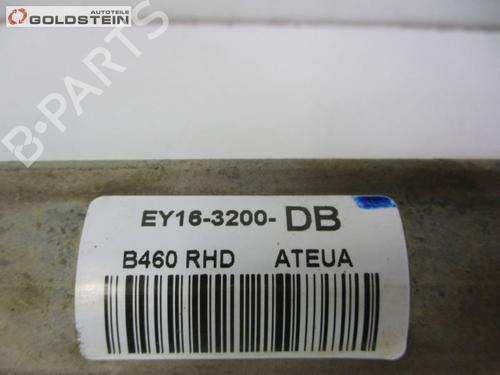 AUTOTEILE
GOLDSTEIN
B-PARTS
EY16-3200-DB
B460 RHD ATEUA